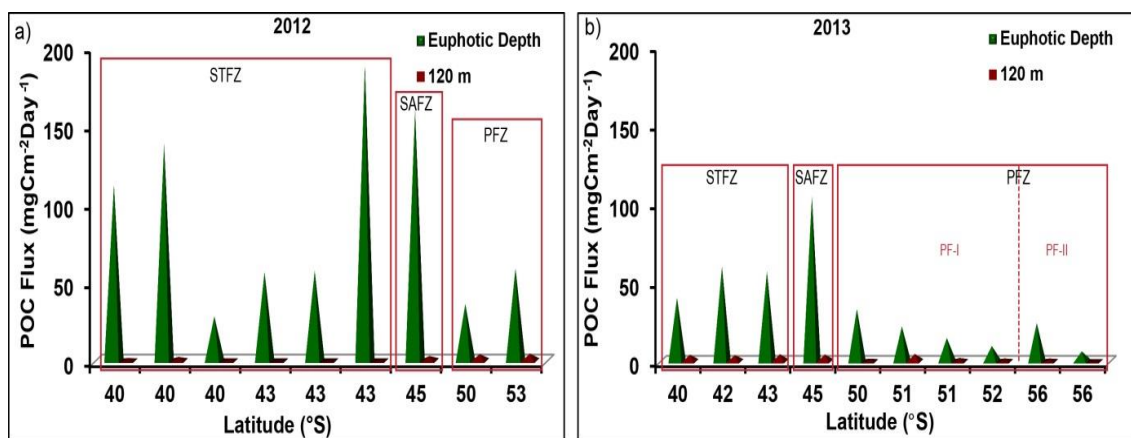 a)
2012
Euphotic Depth
120 m
STFZ
SAFZ
PFZ
POC Flux (mgCm⁻²Day⁻¹)
200
150
100
50
0
40 40 40 43 43 43 45 50 53
Latitude (°S)
b)
2013
Euphotic Depth
120 m
STFZ
SAFZ
PFZ
PF-I
PF-II
POC Flux (mgCm⁻²Day⁻¹)
200
150
100
50
0
40 42 43 45 50 51 51 52 56 56
Latitude (°S)